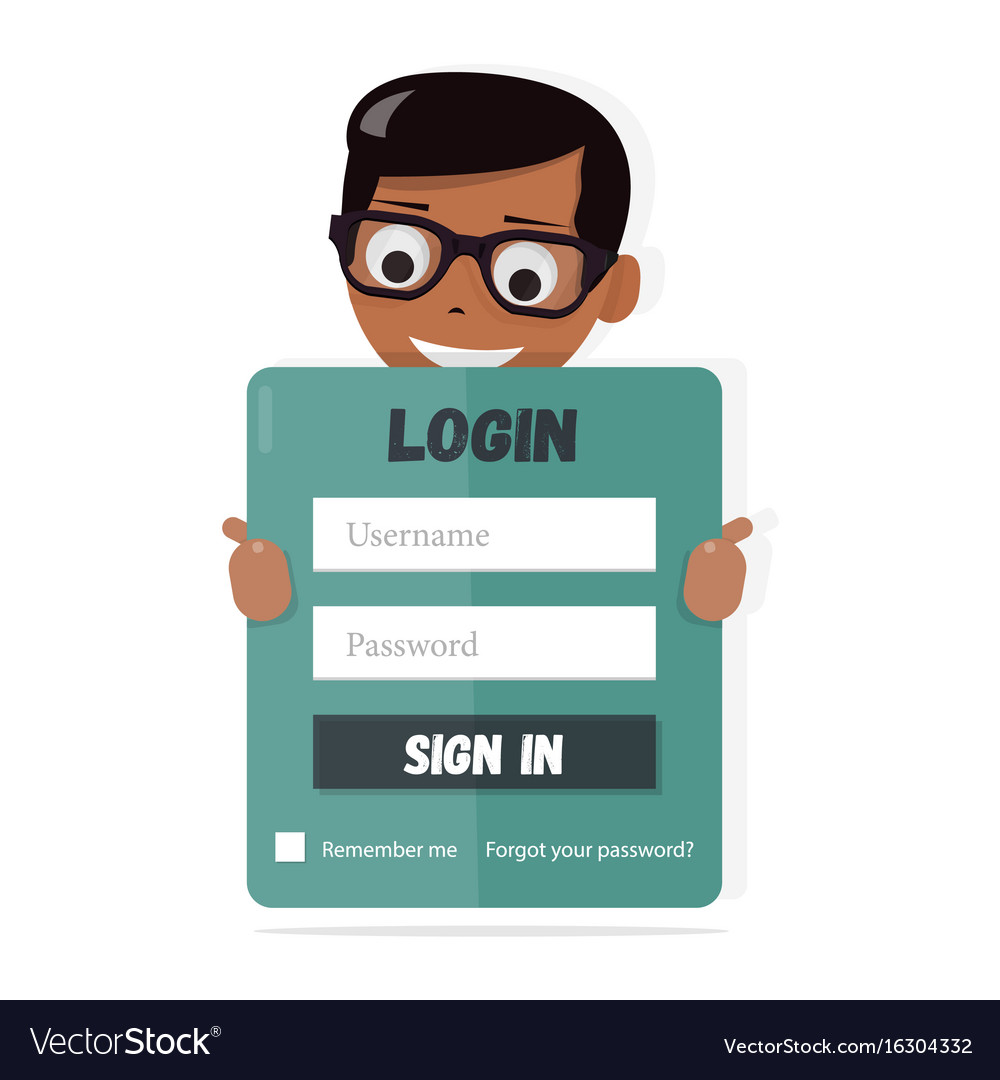 LOGIN
Username
Password
SIGN IN
Remember me Forgot your password?
VectorStock® VectorStock.com/16304332